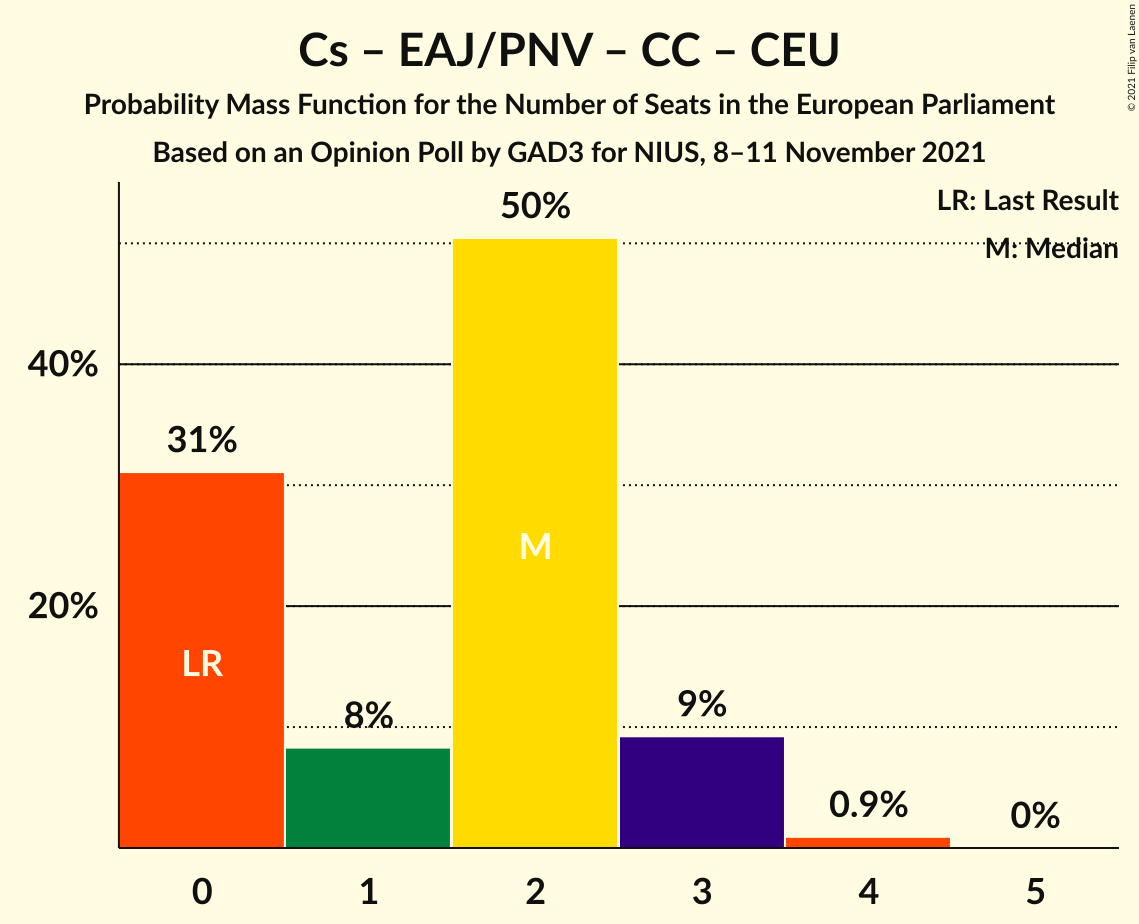 © 2021 Filip van Laenen
Cs – EAJ/PNV – CC – CEU
Probability Mass Function for the Number of Seats in the European Parliament
Based on an Opinion Poll by GAD3 for NIUS, 8–11 November 2021
LR: Last Result
M: Median
50%
40%
31%
M
20%
LR
8%
9%
0.9%
0%
0 1 2 3 4 5